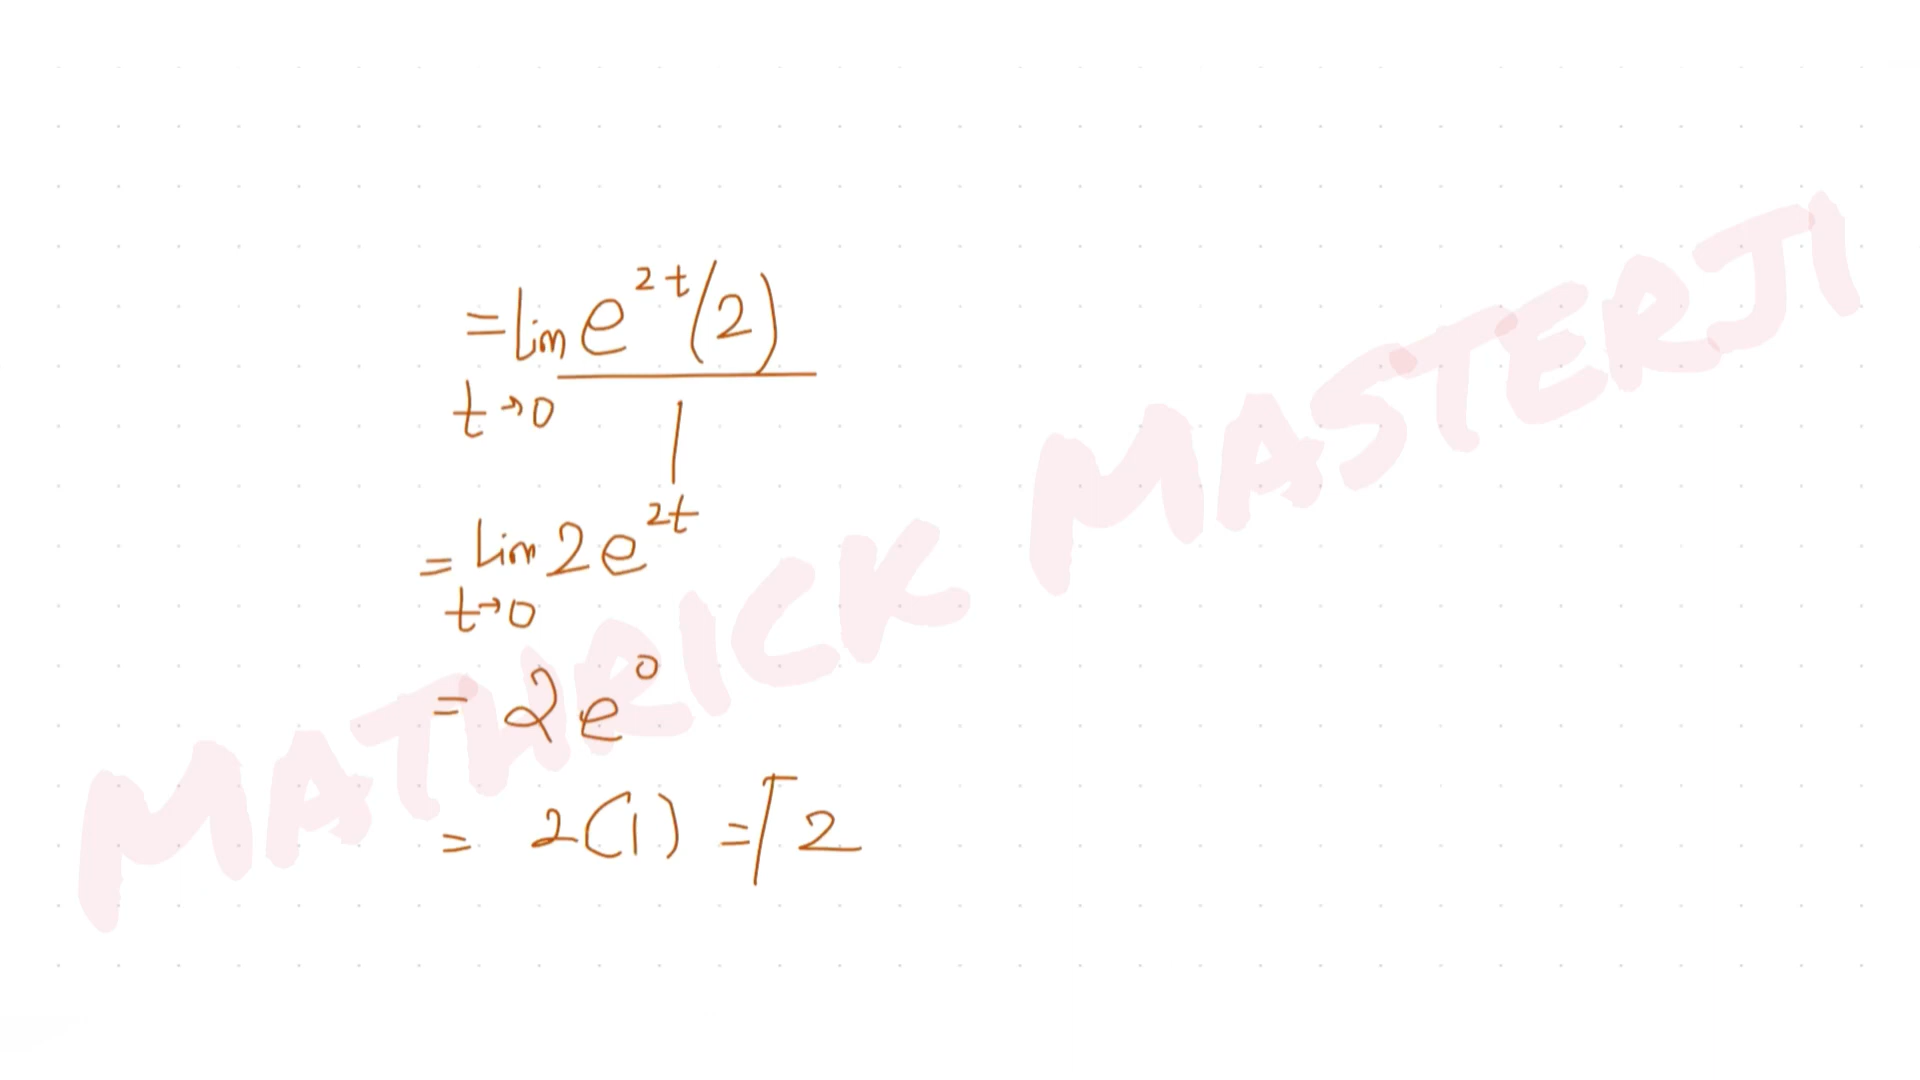 = lim e^{2t}(2)
t→0
1
= lim 2e^{2t}
t→0
= 2e^0
= 2(1) = 2
MATHRICK MASTERJI